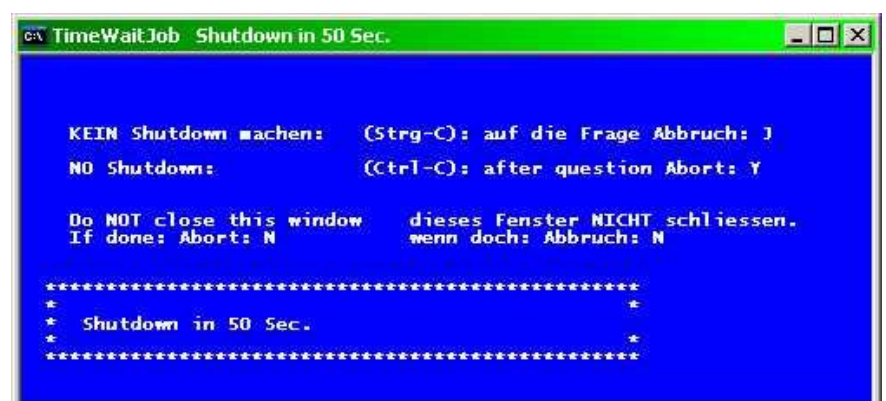 TimeWaitJob Shutdown in 50 Sec.
KEIN Shutdown machen: (Strg-C): auf die Frage Abbruch: J
NO Shutdown: (Ctrl-C): after question Abort: Y
Do NOT close this window dieses Fenster NICHT schliessen.
If done: Abort: N wenn doch: Abbruch: N
*************************************************
* *
* Shutdown in 50 Sec.
* *
*************************************************